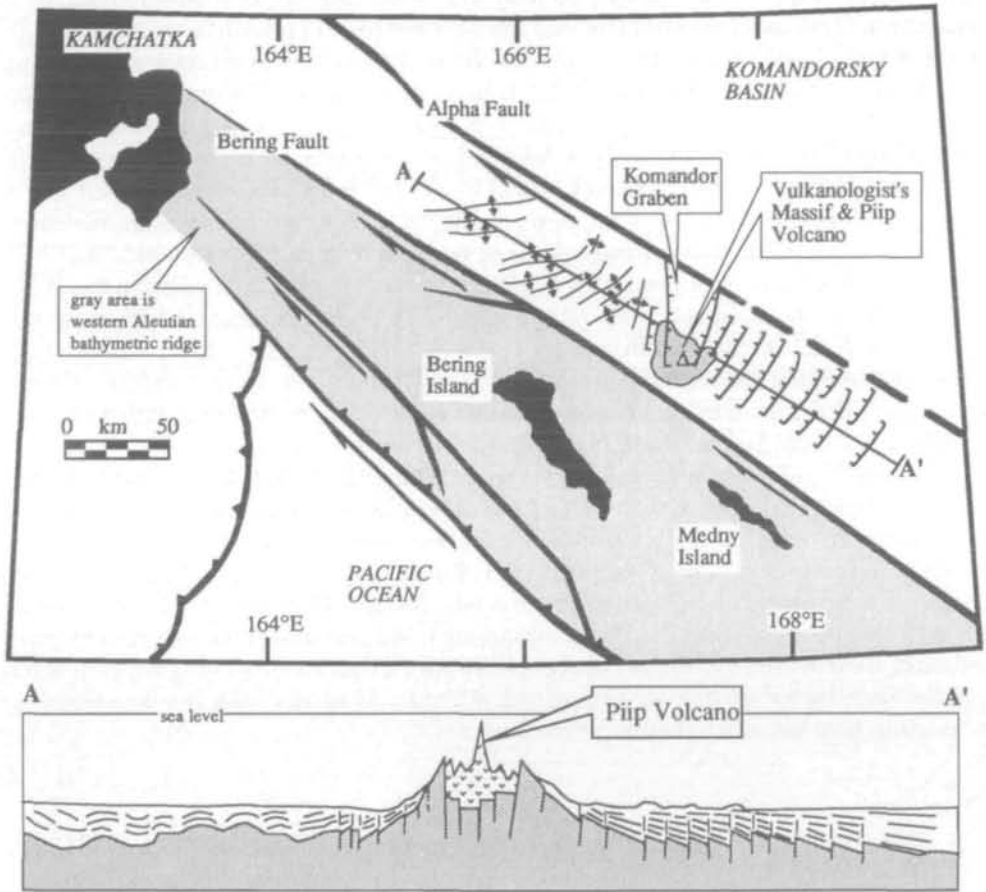 KAMCHATKA
164°E
166°E
KOMANDORSKY
BASIN
Alpha Fault
Bering Fault
A
Komandor
Graben
Vulkanologist's
Massif & Piip
Volcano
gray area is
western Aleutian
bathymetric ridge
Bering
Island
0 km 50
A'
Medny
Island
PACIFIC
OCEAN
164°E
168°E
A
A'
sea level
Piip Volcano